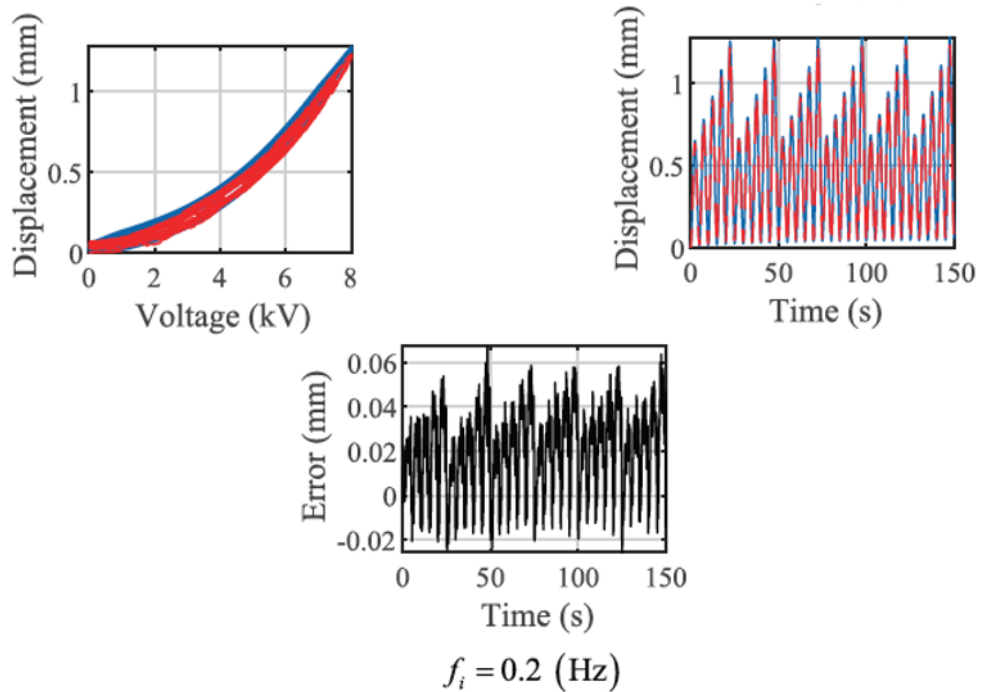 Displacement (mm)
1
0.5
0
0 2 4 6 8
Voltage (kV)
Displacement (mm)
1
0.5
0
0 50 100 150
Time (s)
Error (mm)
0.06
0.04
0.02
0
-0.02
0 50 100 150
Time (s)
f_i = 0.2 (Hz)